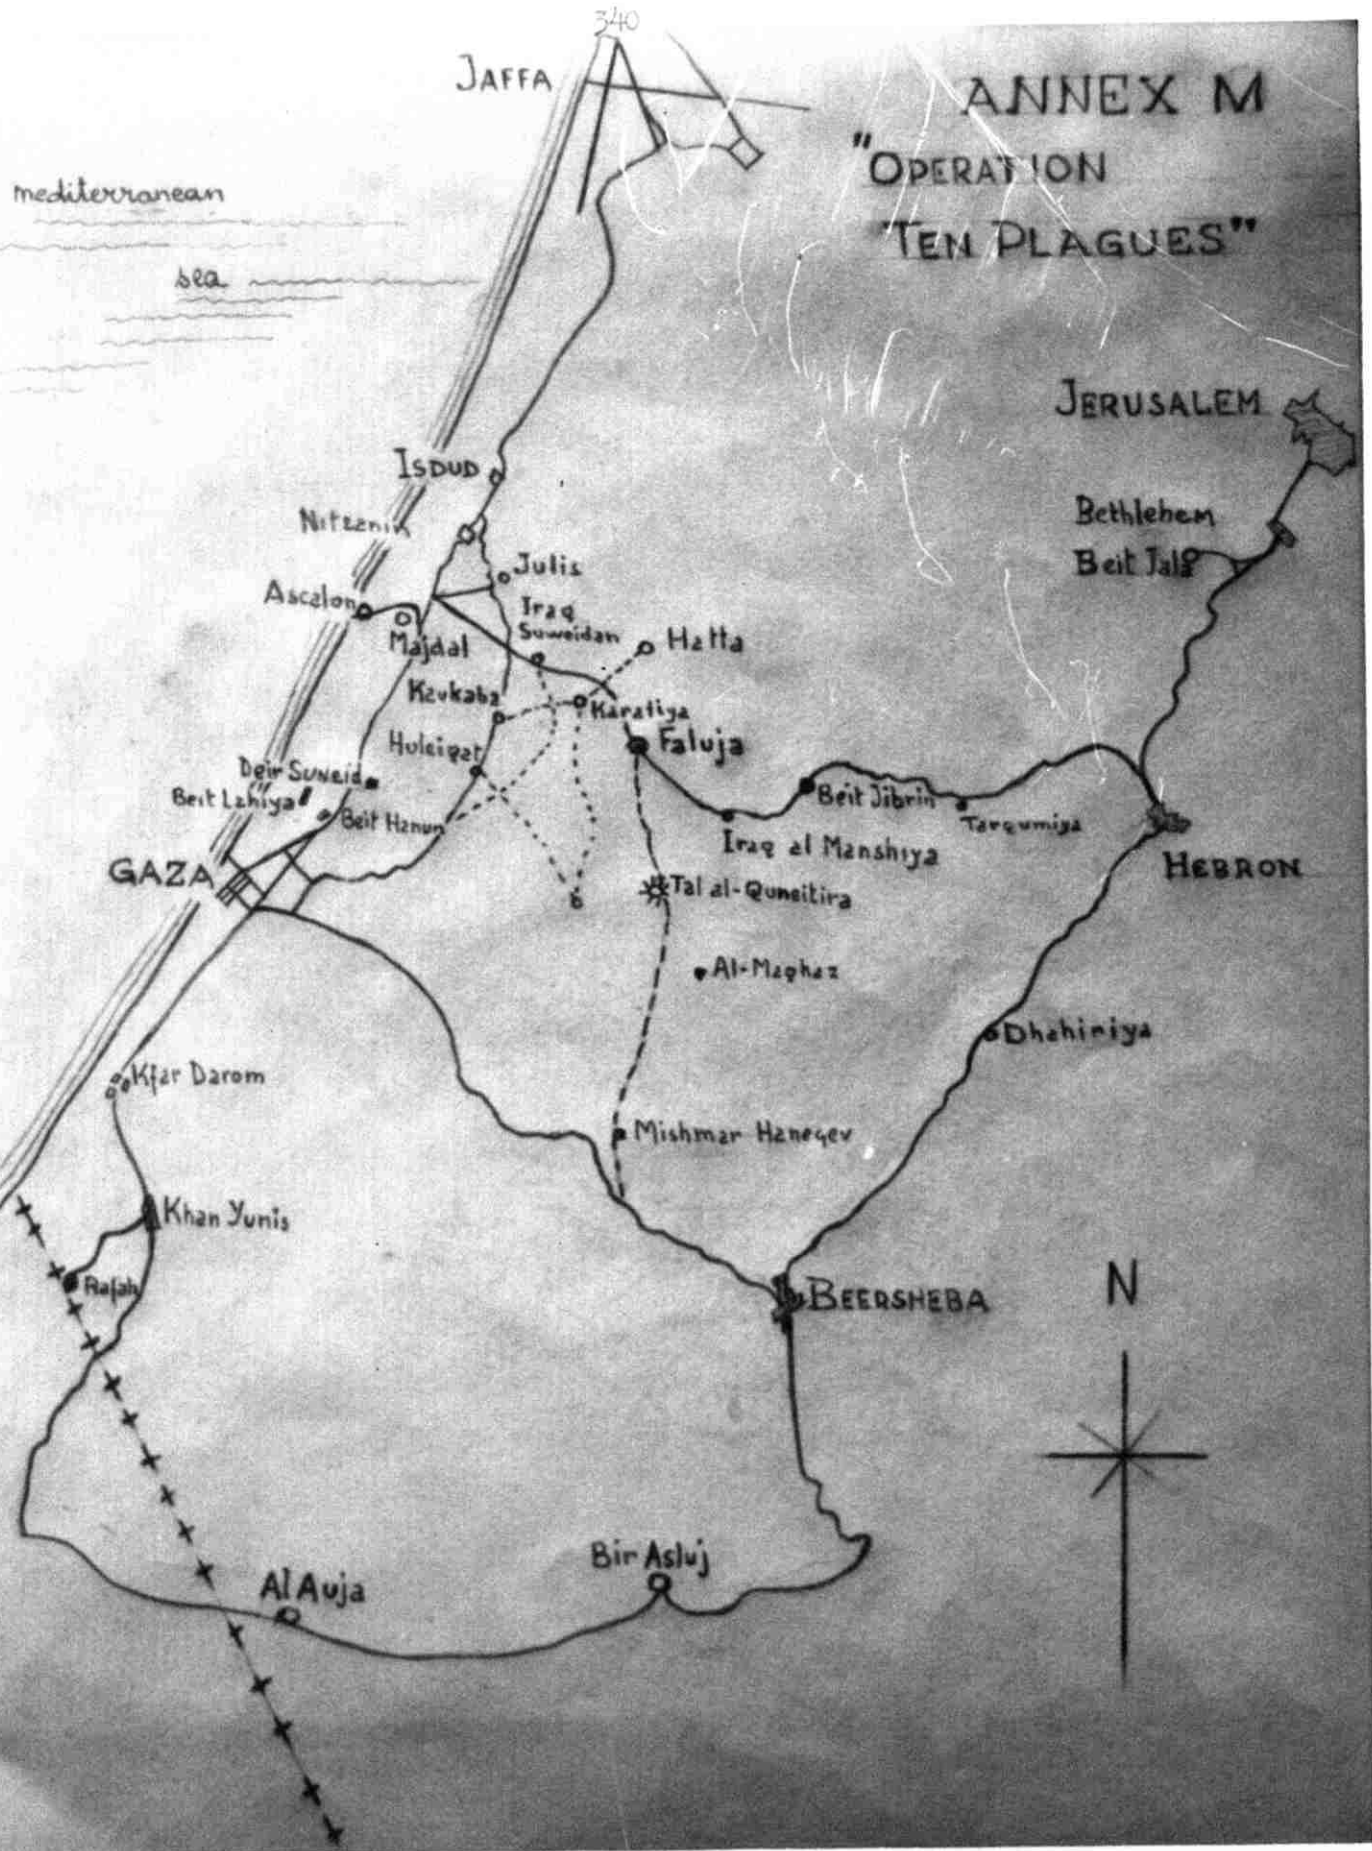 340
JAFFA
ANNEX M
"OPERATION
TEN PLAGUES"
mediterranean
sea
JERUSALEM
ISDUD
Nitzanim
Bethlehem
Beit Jala
Julis
Ascalon
Iraq
Suweidan
Hatta
Majdal
Kaukaba
Karatiya
Huleiqat
Faluja
Deir Suneid
Beit Lahiya
Beit Hanun
Beit Jibrin
Tarqumiya
Iraq al Manshiya
GAZA
HEBRON
Tal al-Quneitira
Al-Maghaz
Dhahiriya
Kfar Darom
Mishmar Hanegev
Khan Yunis
Rafah
BEERSHEBA
N
Bir Asluj
Al Auja